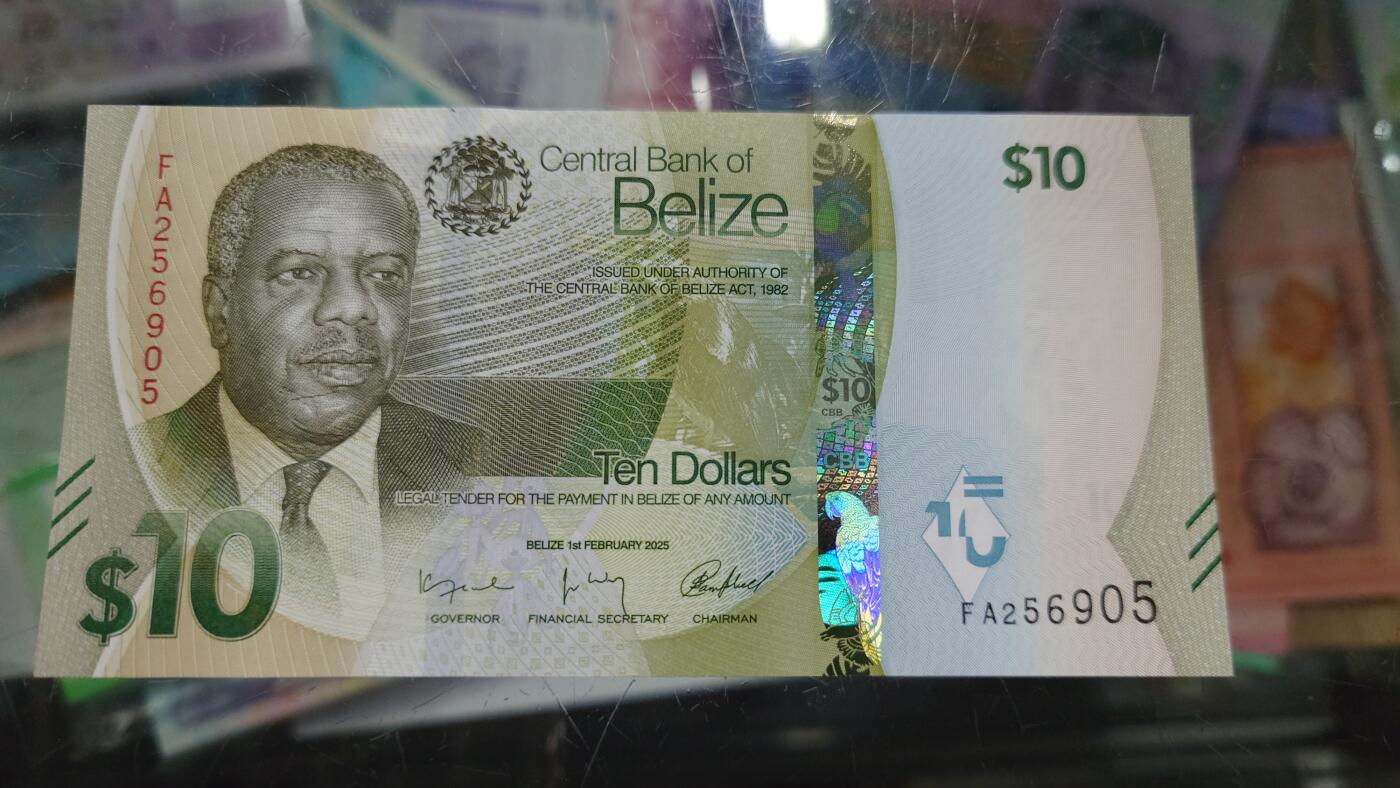 FA256905
Central Bank of
Belize
ISSUED UNDER AUTHORITY OF
THE CENTRAL BANK OF BELIZE ACT, 1982
$10
$10
CBB
CBB
Ten Dollars
LEGAL TENDER FOR THE PAYMENT IN BELIZE OF ANY AMOUNT
BELIZE 1st FEBRUARY 2025
GOVERNOR FINANCIAL SECRETARY CHAIRMAN
$10
FA256905